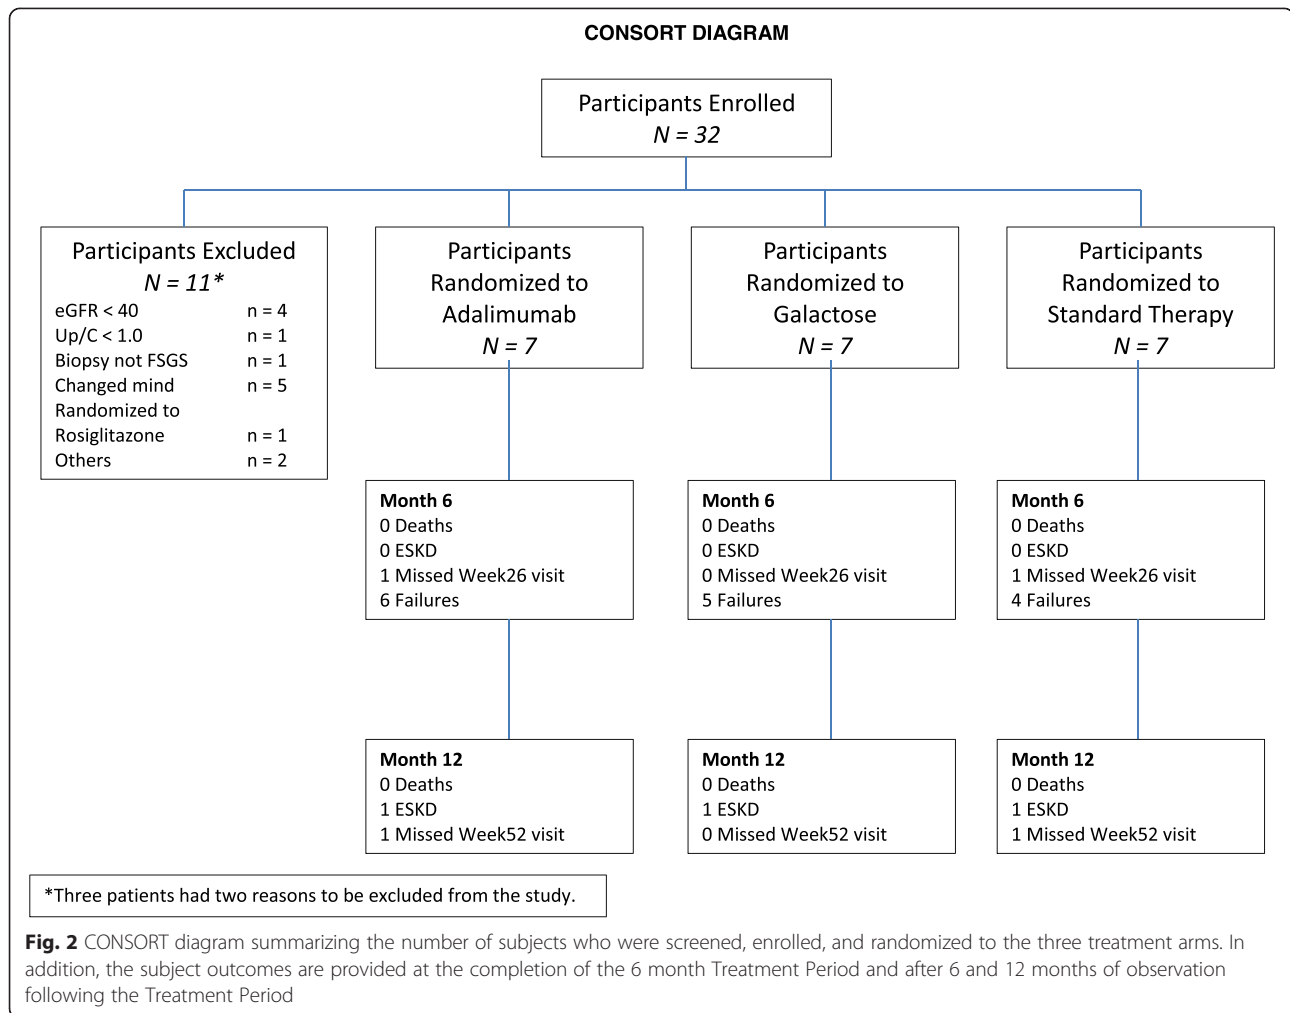 CONSORT DIAGRAM
Participants Enrolled
N = 32
Participants Excluded
N = 11*
eGFR < 40 n = 4
Up/C < 1.0 n = 1
Biopsy not FSGS n = 1
Changed mind n = 5
Randomized to
Rosiglitazone n = 1
Others n = 2
Participants
Randomized to
Adalimumab
N = 7
Participants
Randomized to
Galactose
N = 7
Participants
Randomized to
Standard Therapy
N = 7
Month 6
0 Deaths
0 ESKD
1 Missed Week26 visit
6 Failures
Month 6
0 Deaths
0 ESKD
0 Missed Week26 visit
5 Failures
Month 6
0 Deaths
0 ESKD
1 Missed Week26 visit
4 Failures
Month 12
0 Deaths
1 ESKD
1 Missed Week52 visit
Month 12
0 Deaths
1 ESKD
0 Missed Week52 visit
Month 12
0 Deaths
1 ESKD
1 Missed Week52 visit
*Three patients had two reasons to be excluded from the study.
Fig. 2 CONSORT diagram summarizing the number of subjects who were screened, enrolled, and randomized to the three treatment arms. In
addition, the subject outcomes are provided at the completion of the 6 month Treatment Period and after 6 and 12 months of observation
following the Treatment Period